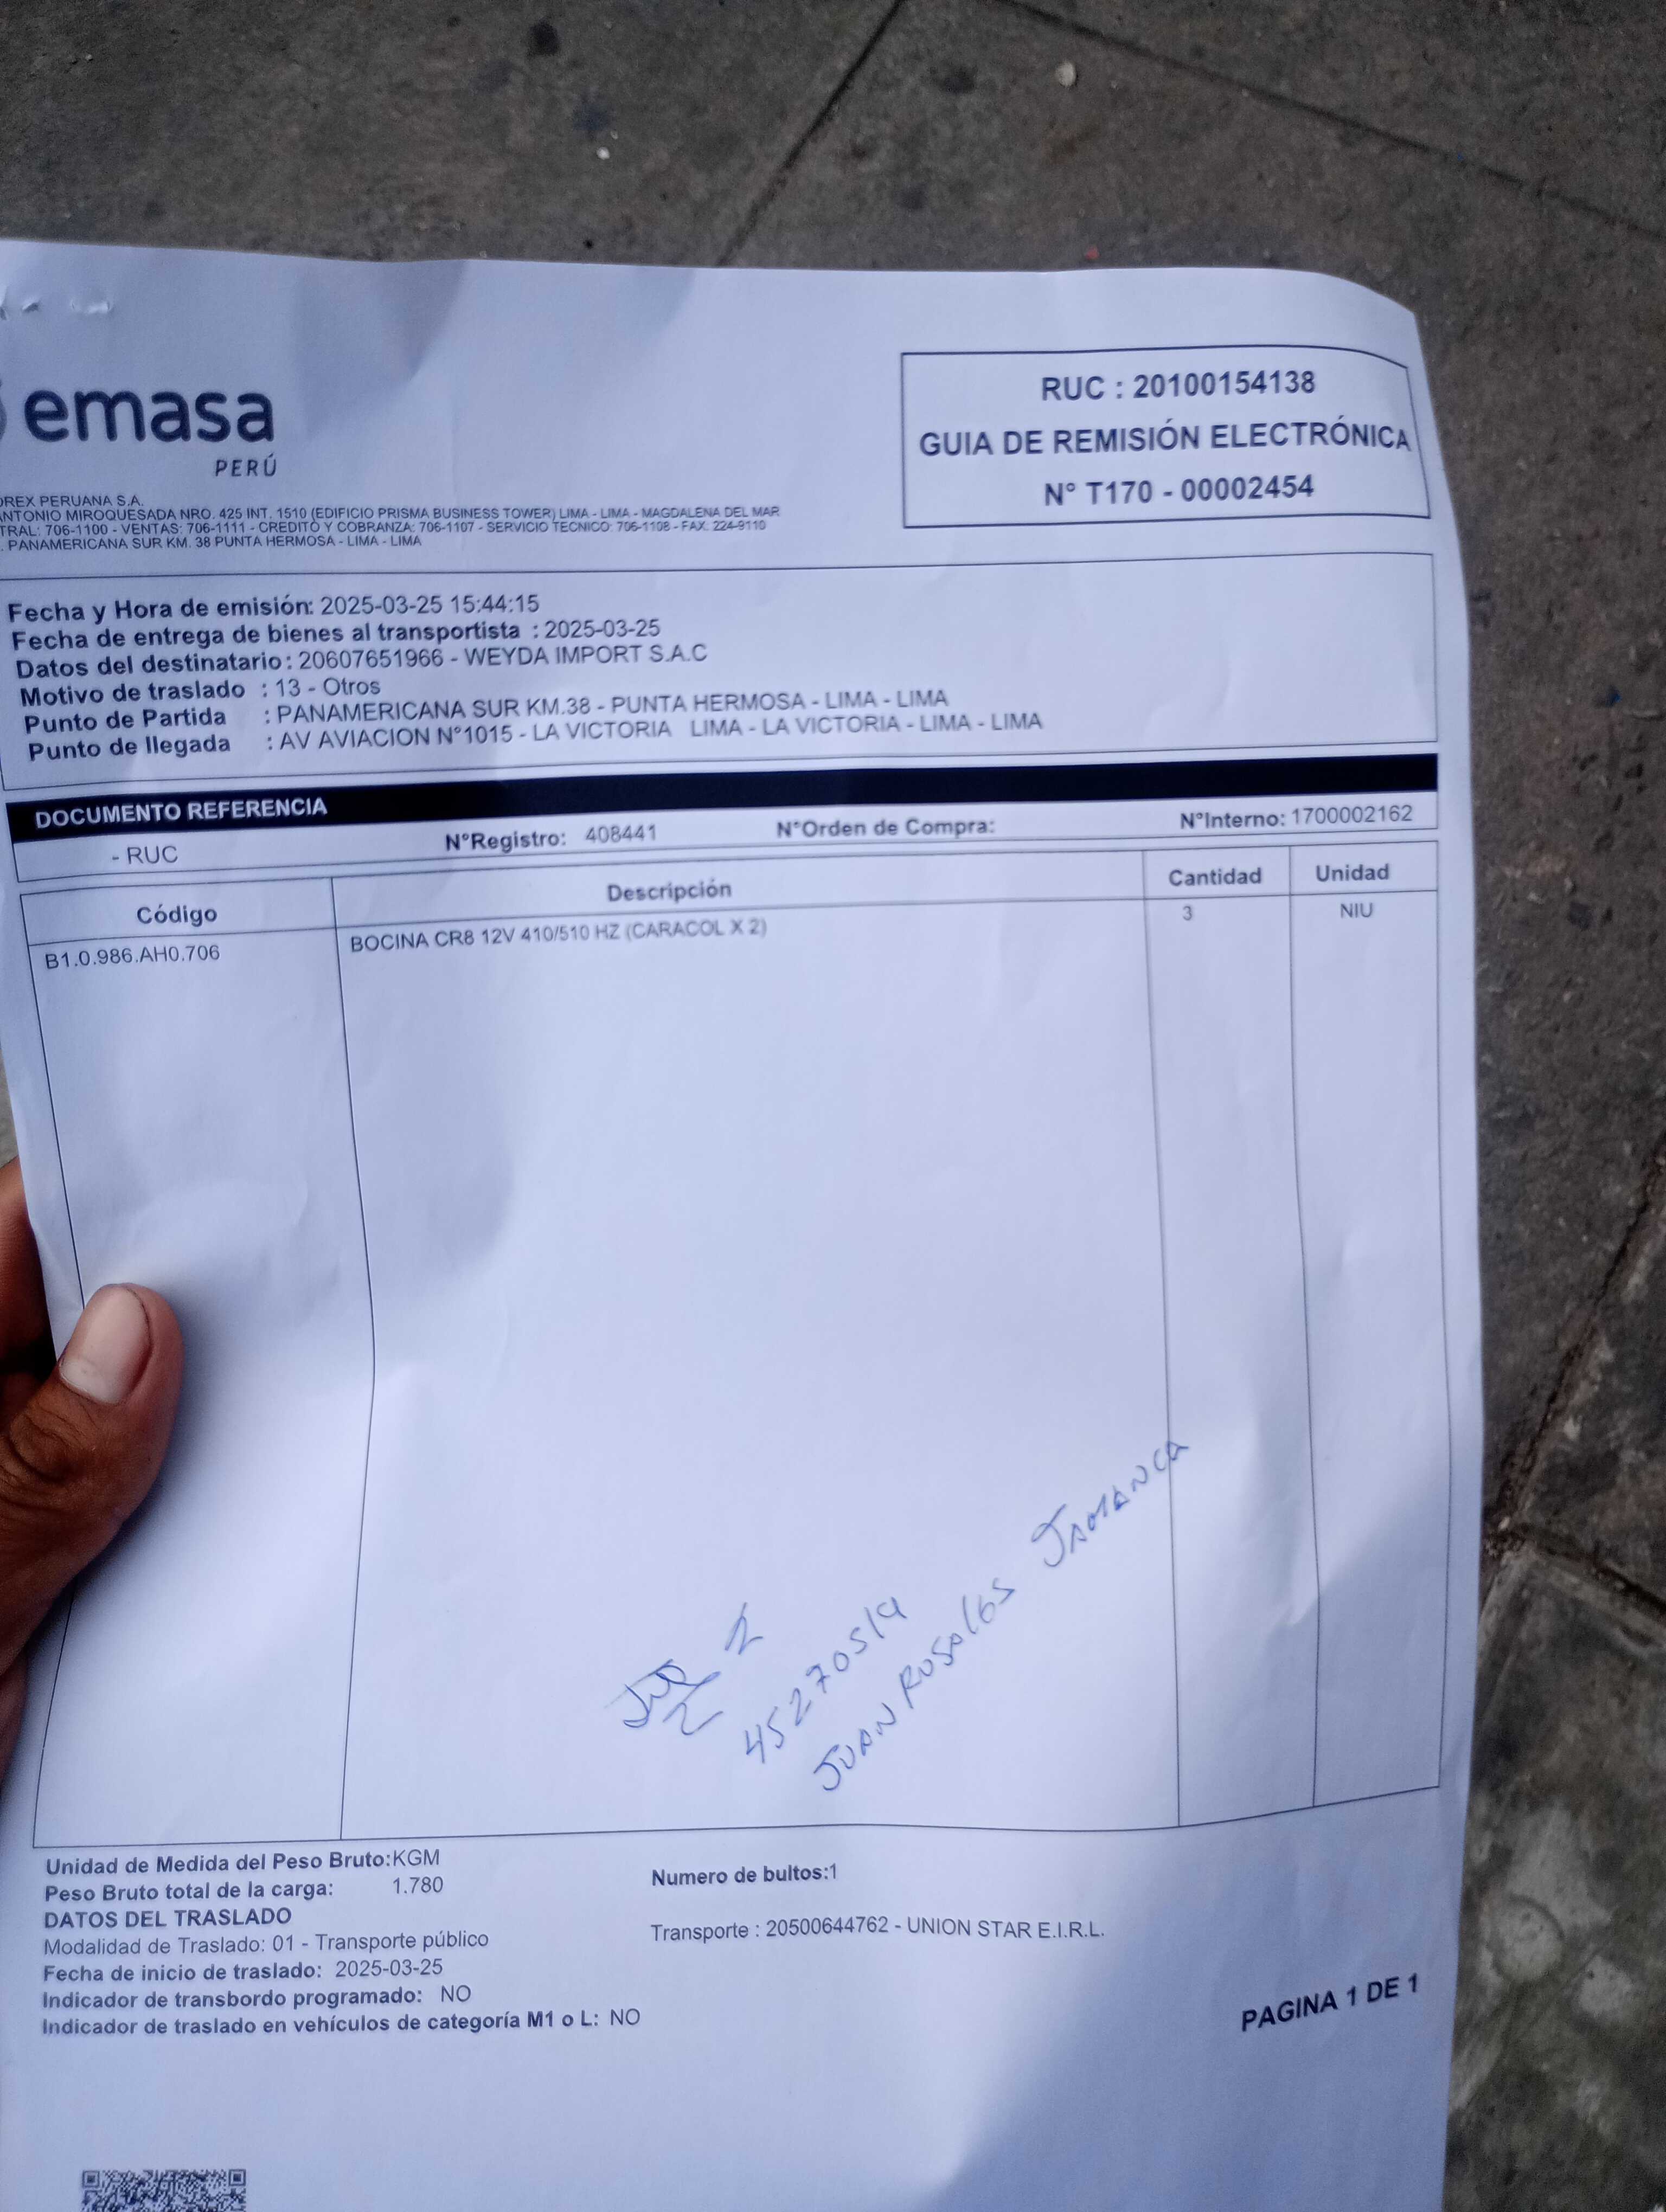 emasa
PERÚ
RUC : 20100154138
GUIA DE REMISIÓN ELECTRÓNICA
N° T170 - 00002454
OREX PERUANA S.A.
ANTONIO MIROQUESADA NRO. 425 INT. 1510 (EDIFICIO PRISMA BUSINESS TOWER) LIMA - LIMA - MAGDALENA DEL MAR
TRAL: 706-1100 - VENTAS: 706-1111 - CREDITO Y COBRANZA: 706-1107 - SERVICIO TECNICO: 706-1108 - FAX: 224-9110
. PANAMERICANA SUR KM. 38 PUNTA HERMOSA - LIMA - LIMA
Fecha y Hora de emisión: 2025-03-25 15:44:15
Fecha de entrega de bienes al transportista : 2025-03-25
Datos del destinatario : 20607651966 - WEYDA IMPORT S.A.C
Motivo de traslado : 13 - Otros
Punto de Partida : PANAMERICANA SUR KM.38 - PUNTA HERMOSA - LIMA - LIMA
Punto de llegada : AV AVIACION N°1015 - LA VICTORIA LIMA - LA VICTORIA - LIMA - LIMA
DOCUMENTO REFERENCIA
- RUC N°Registro: 408441 N°Orden de Compra: N°Interno: 1700002162
Código Descripción Cantidad Unidad
B1.0.986.AH0.706 BOCINA CR8 12V 410/510 HZ (CARACOL X 2) 3 NIU
45270519
JUAN ROSALES
Unidad de Medida del Peso Bruto:KGM
Peso Bruto total de la carga: 1.780
Numero de bultos:1
DATOS DEL TRASLADO
Modalidad de Traslado: 01 - Transporte público
Transporte : 20500644762 - UNION STAR E.I.R.L.
Fecha de inicio de traslado: 2025-03-25
Indicador de transbordo programado: NO
Indicador de traslado en vehículos de categoría M1 o L: NO
PAGINA 1 DE 1